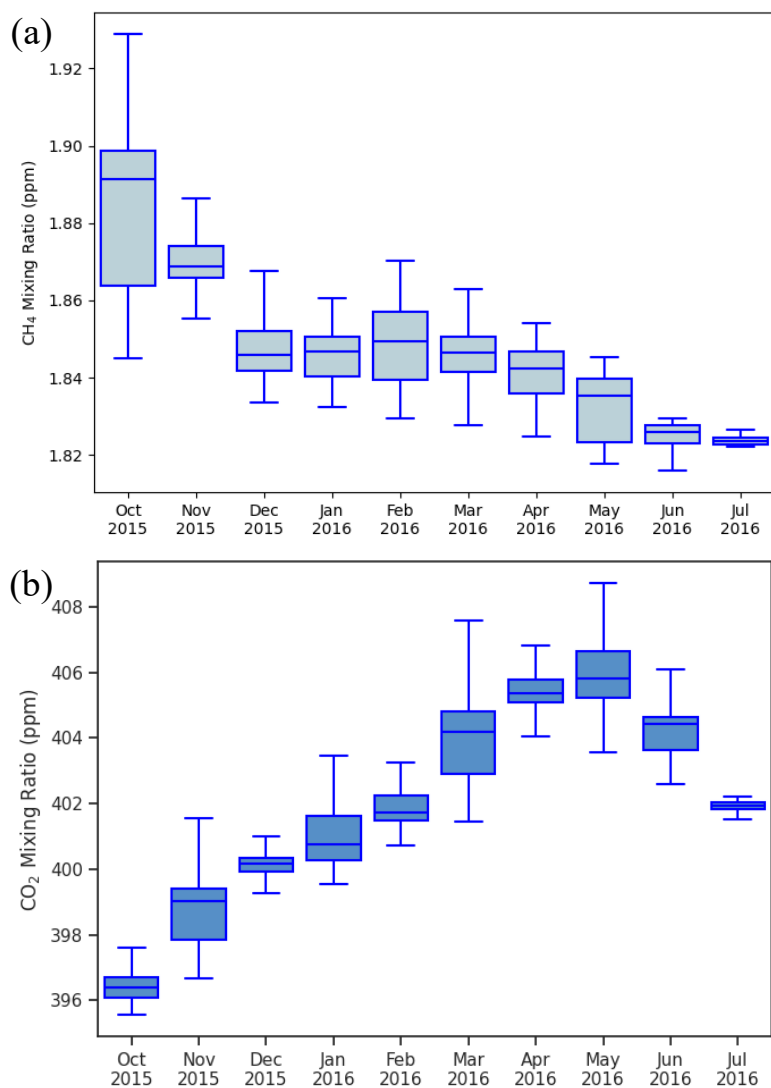 (a)
CH₄ Mixing Ratio (ppm)
1.92
1.90
1.88
1.86
1.84
1.82
Oct Nov Dec Jan Feb Mar Apr May Jun Jul
2015 2015 2015 2016 2016 2016 2016 2016 2016 2016
(b)
CO₂ Mixing Ratio (ppm)
408
406
404
402
400
398
396
Oct Nov Dec Jan Feb Mar Apr May Jun Jul
2015 2015 2015 2016 2016 2016 2016 2016 2016 2016